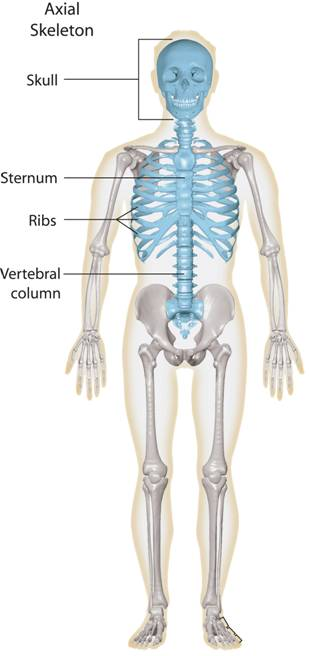 Axial
Skeleton
Skull
Sternum
Ribs
Vertebral
column